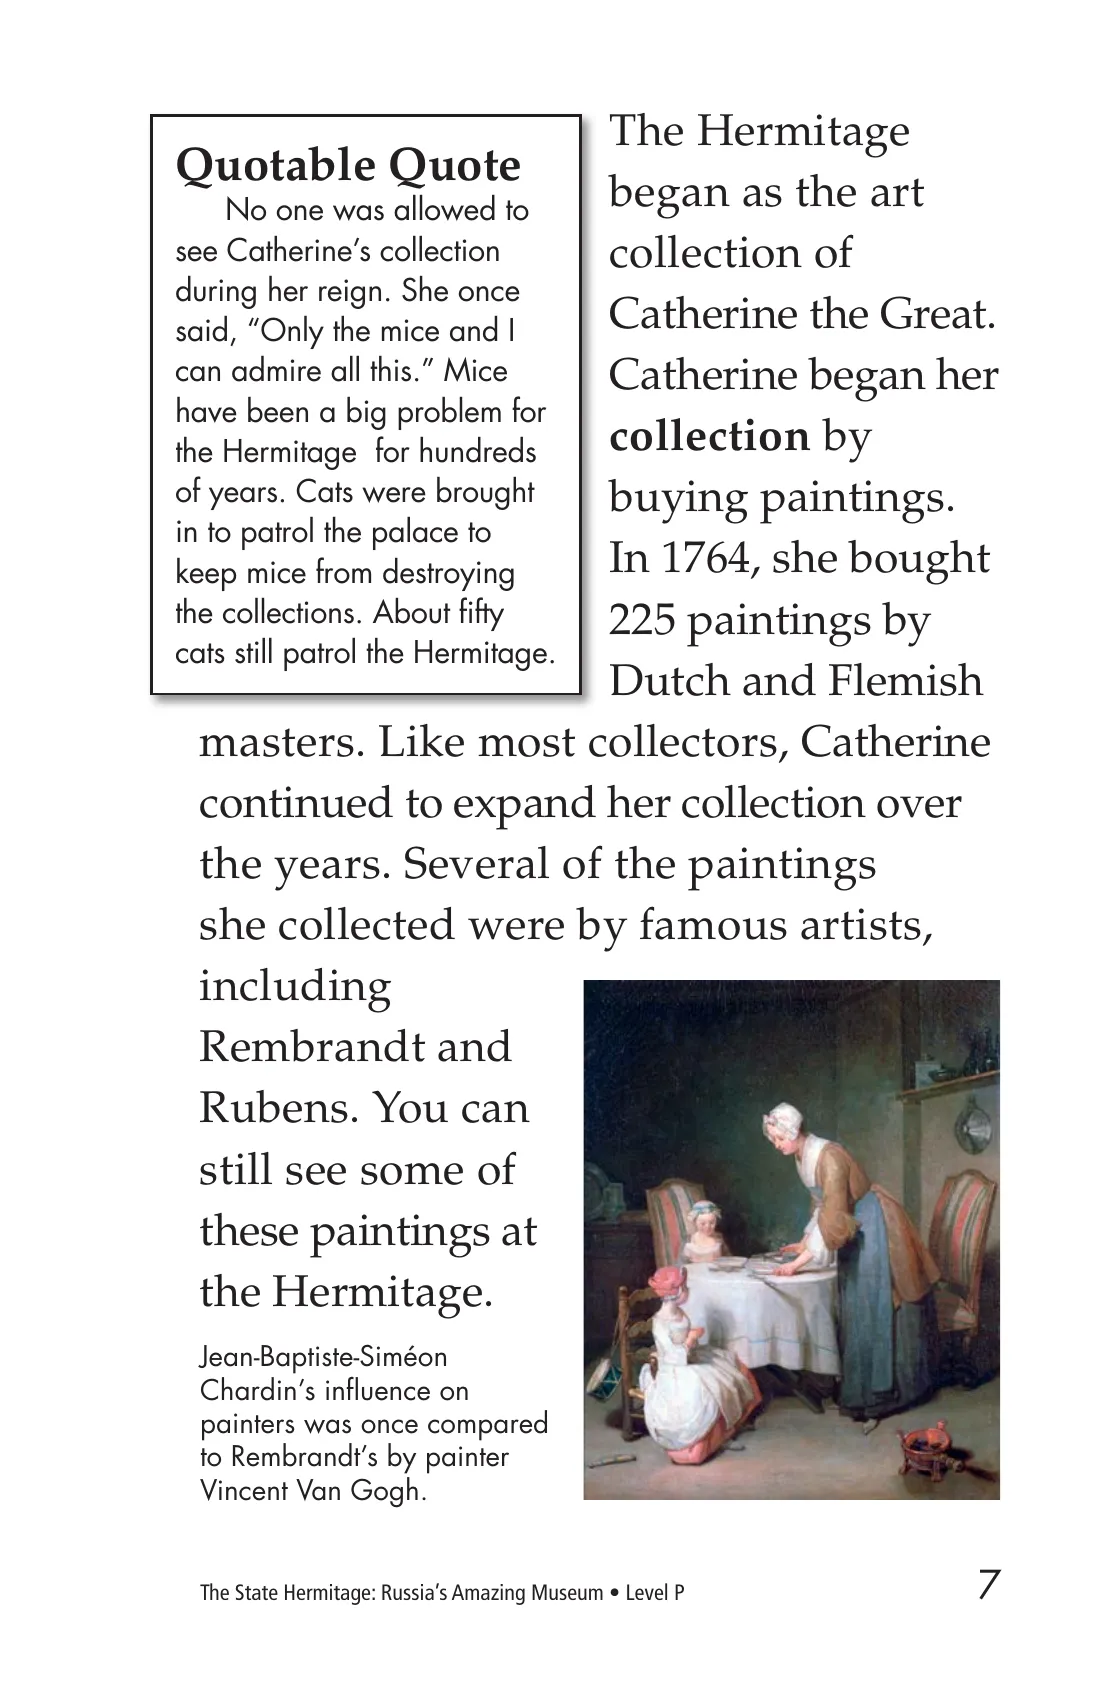 Quotable Quote
No one was allowed to
see Catherine’s collection
during her reign. She once
said, “Only the mice and I
can admire all this.” Mice
have been a big problem for
the Hermitage  for hundreds
of years. Cats were brought
in to patrol the palace to
keep mice from destroying
the collections. About fifty
cats still patrol the Hermitage.
The Hermitage
began as the art
collection of
Catherine the Great.
Catherine began her
collection by
buying paintings.
In 1764, she bought
225 paintings by
Dutch and Flemish
masters. Like most collectors, Catherine
continued to expand her collection over
the years. Several of the paintings
she collected were by famous artists,
including
Rembrandt and
Rubens. You can
still see some of
these paintings at
the Hermitage.
Jean-Baptiste-Siméon
Chardin’s influence on
painters was once compared
to Rembrandt’s by painter
Vincent Van Gogh.
The State Hermitage: Russia’s Amazing Museum • Level P
7